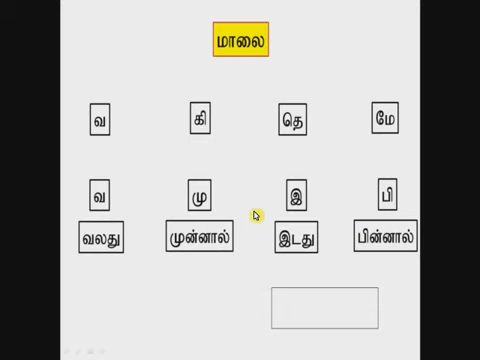 மாலை
வ கி தெ மே
வ மு இ பி
வலது முன்னால் இடது பின்னால்